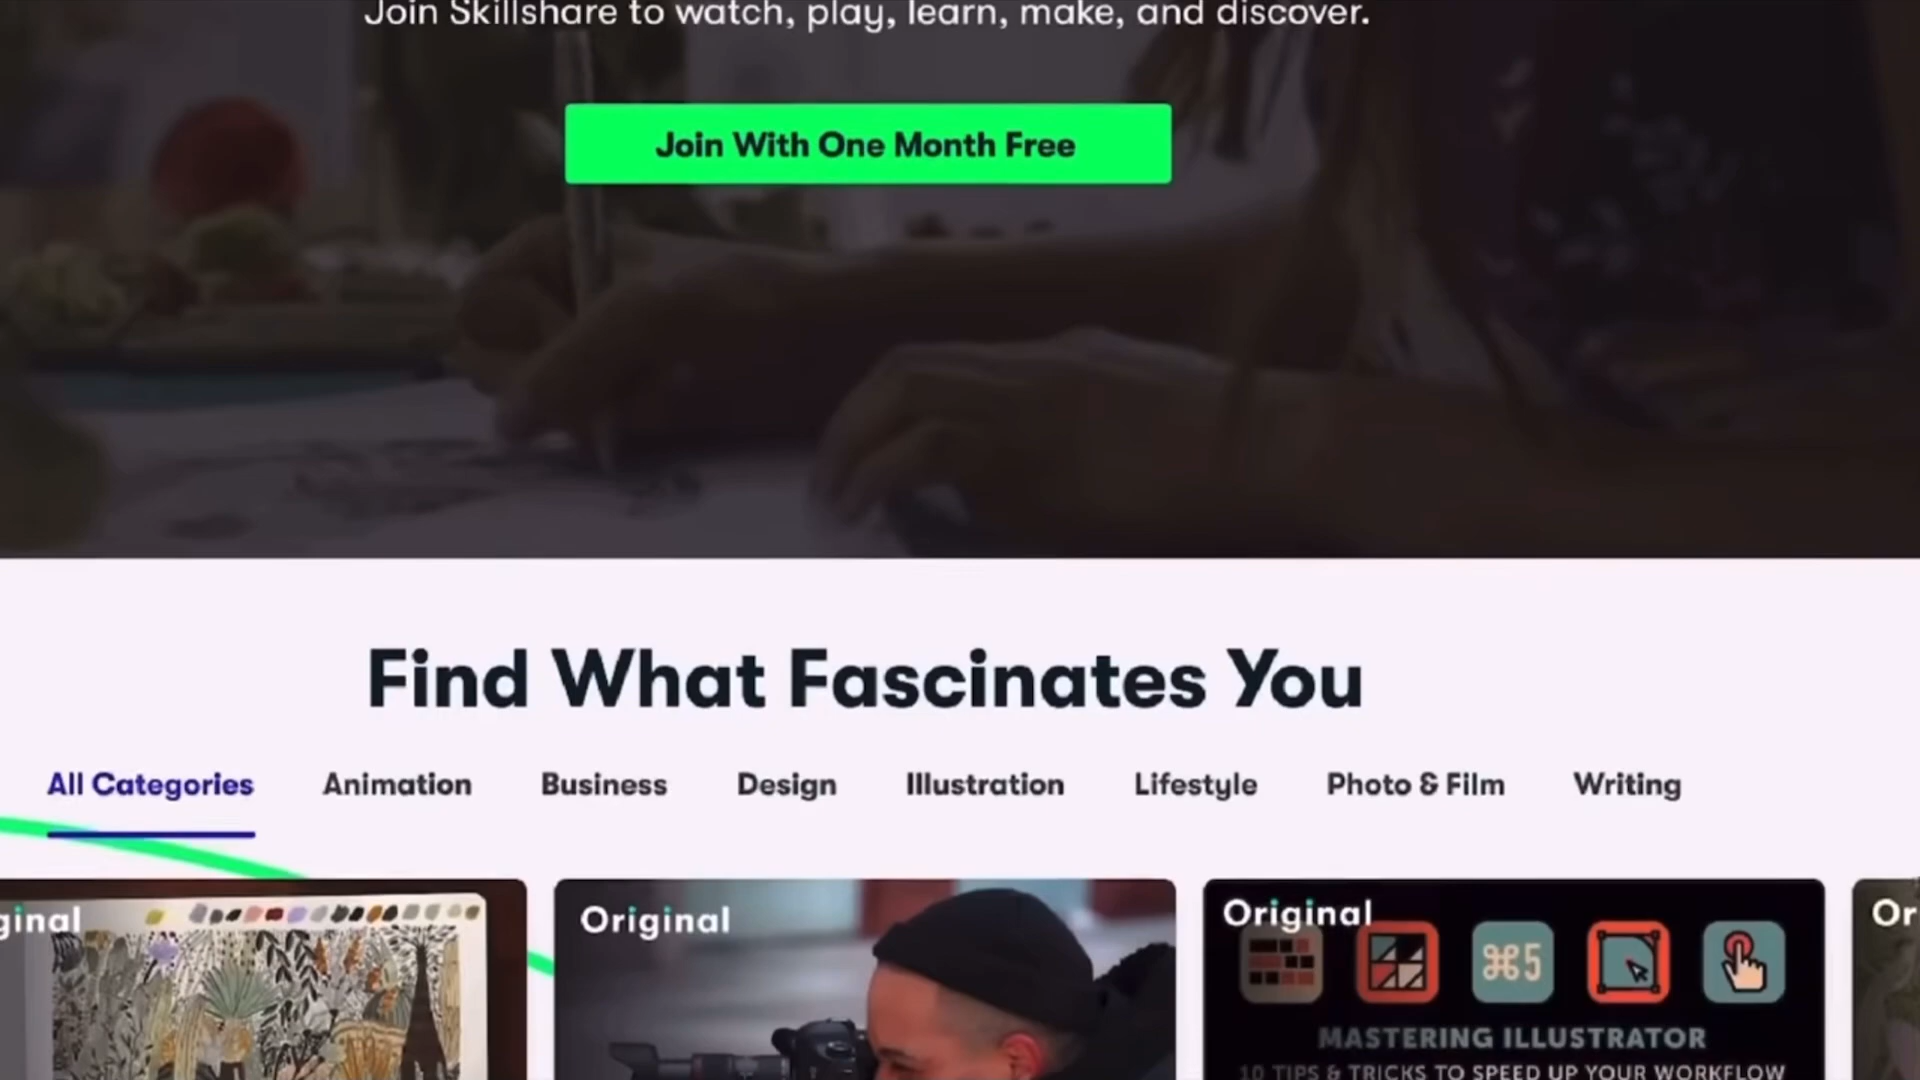 Join Skillshare to watch, play, learn, make, and discover.
Join With One Month Free
Find What Fascinates You
All Categories Animation Business Design Illustration Lifestyle Photo & Film Writing
ginal Original Original Or
⌘5
MASTERING ILLUSTRATOR
10 TIPS & TRICKS TO SPEED UP YOUR WORKFLOW